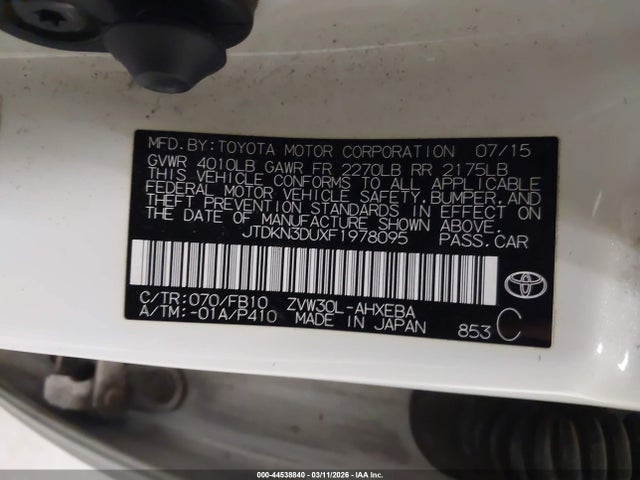 MFD.BY:TOYOTA MOTOR CORPORATION 07/15
GVWR 4010LB GAWR FR 2270LB RR 2175LB
THIS VEHICLE CONFORMS TO ALL APPLICABLE
FEDERAL MOTOR VEHICLE SAFETY,BUMPER,AND
THEFT PREVENTION STANDARDS IN EFFECT ON
THE DATE OF MANUFACTURE SHOWN ABOVE.
JTDKN3DUXF1978095 PASS.CAR
C/TR:070/FB10 ZVW30L-AHXEBA
A/TM:-01A/P410 MADE IN JAPAN 853 C
000-44538840 - 03/11/2026 - IAA Inc.